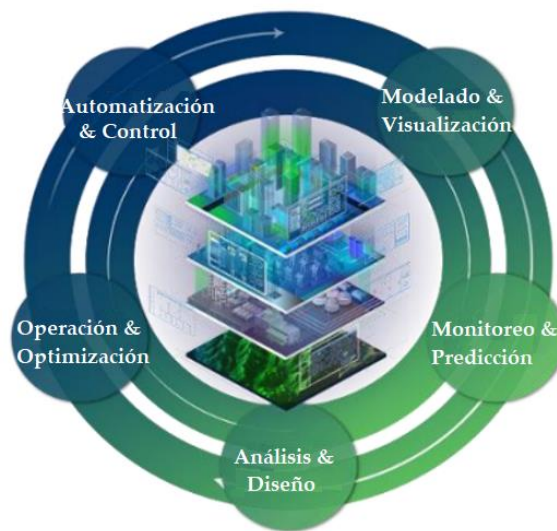 Automatización
& Control
Modelado &
Visualización
Operación &
Optimización
Monitoreo &
Predicción
Análisis &
Diseño